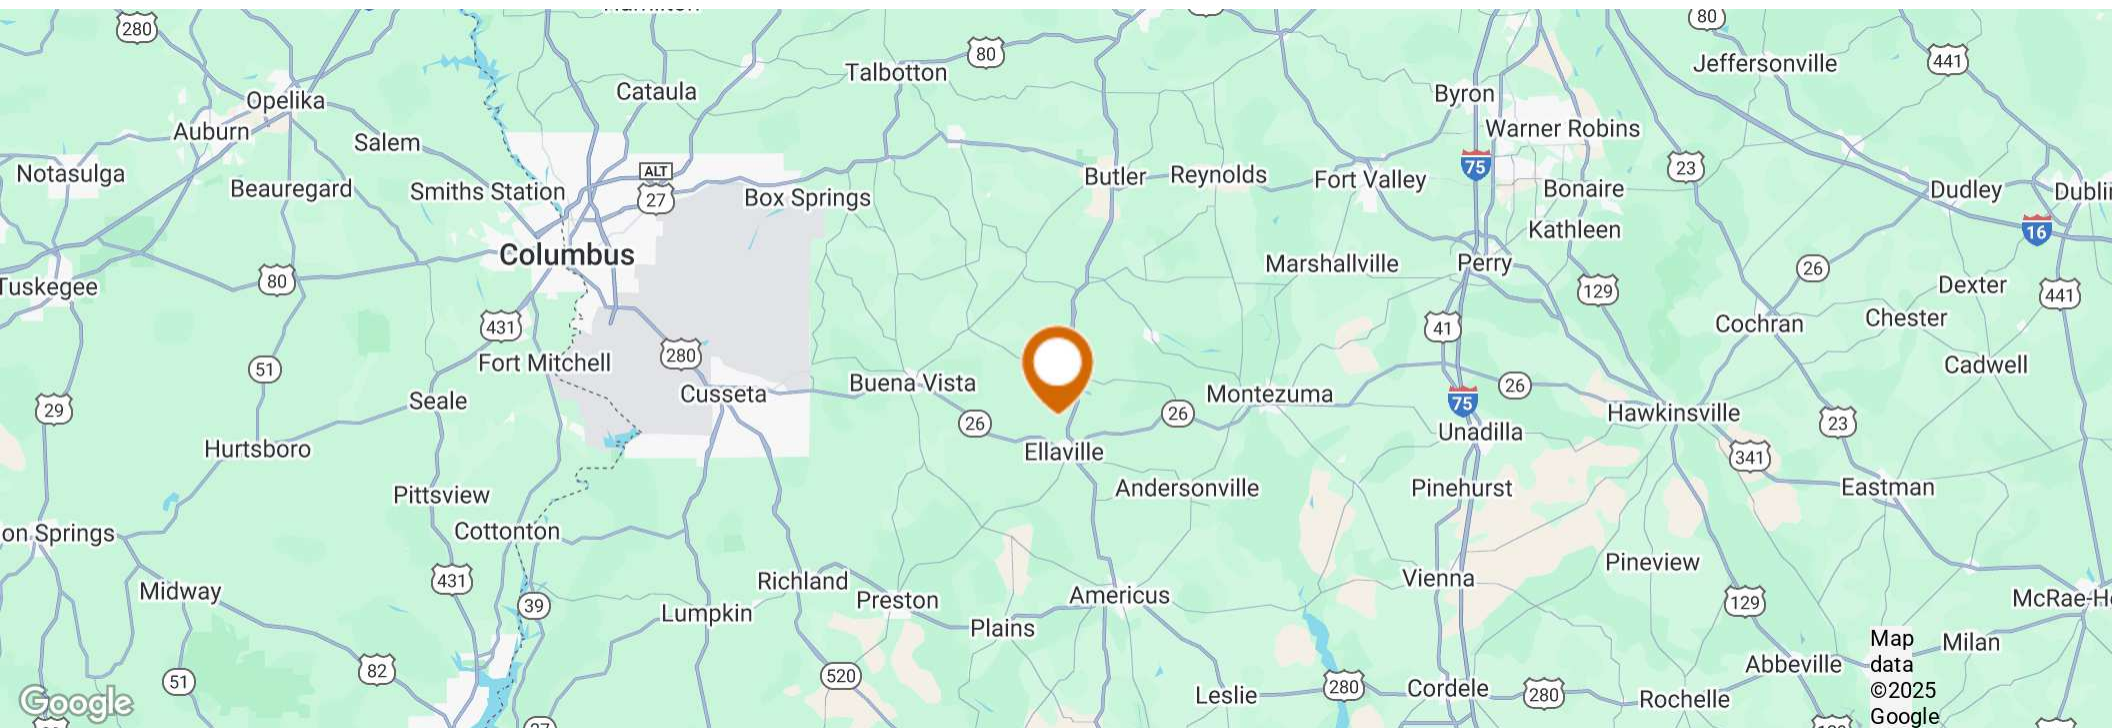 280
80
80
441
Talbotton
Jeffersonville
Cataula
Byron
Opelika
Auburn
Salem
Warner Robins
Notasulga
Beauregard
Smiths Station
ALT
27
Box Springs
Butler
Reynolds
Fort Valley
75
Bonaire
23
Dudley
Columbus
Kathleen
16
Tuskegee
80
Marshallville
Perry
129
26
Dexter
441
431
41
Cochran
Chester
51
Fort Mitchell
280
Cusseta
Buena Vista
Cadwell
29
Seale
26
26
Montezuma
75
26
Hawkinsville
23
Hurtsboro
Ellaville
Unadilla
341
Pittsview
Andersonville
Pinehurst
Eastman
on Springs
Cottonton
Midway
431
39
Richland
Preston
Americus
Vienna
Pineview
129
McRae-H
Lumpkin
Plains
Map
data
©2025
Google
Milan
51
82
520
Leslie
280
Cordele
280
Rochelle
Abbeville
Google